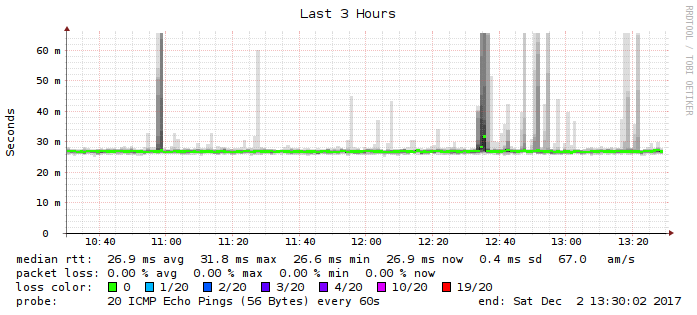 Last 3 Hours
RRDTOOL / TOBI OETIKER
Seconds
60 m
50 m
40 m
30 m
20 m
10 m
0
10:40 11:00 11:20 11:40 12:00 12:20 12:40 13:00 13:20
median rtt: 26.9 ms avg 31.8 ms max 26.6 ms min 26.9 ms now 0.4 ms sd 67.0 am/s
packet loss: 0.00 % avg 0.00 % max 0.00 % min 0.00 % now
loss color: 0 1/20 2/20 3/20 4/20 10/20 19/20
probe: 20 ICMP Echo Pings (56 Bytes) every 60s end: Sat Dec 2 13:30:02 2017